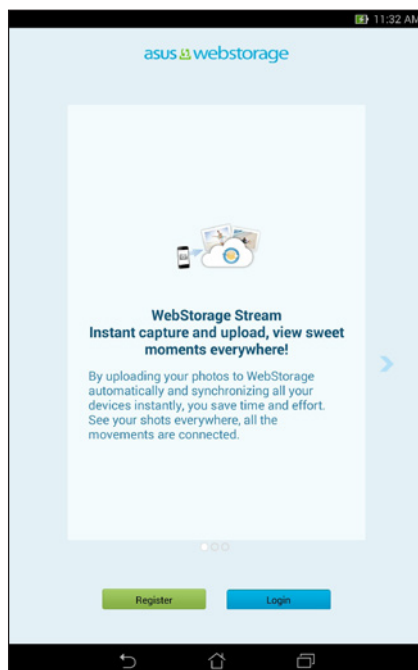 11:32 AM
asus webstorage
WebStorage Stream
Instant capture and upload, view sweet
moments everywhere!
By uploading your photos to WebStorage
automatically and synchronizing all your
devices instantly, you save time and effort.
See your shots everywhere, all the
movements are connected.
Register
Login